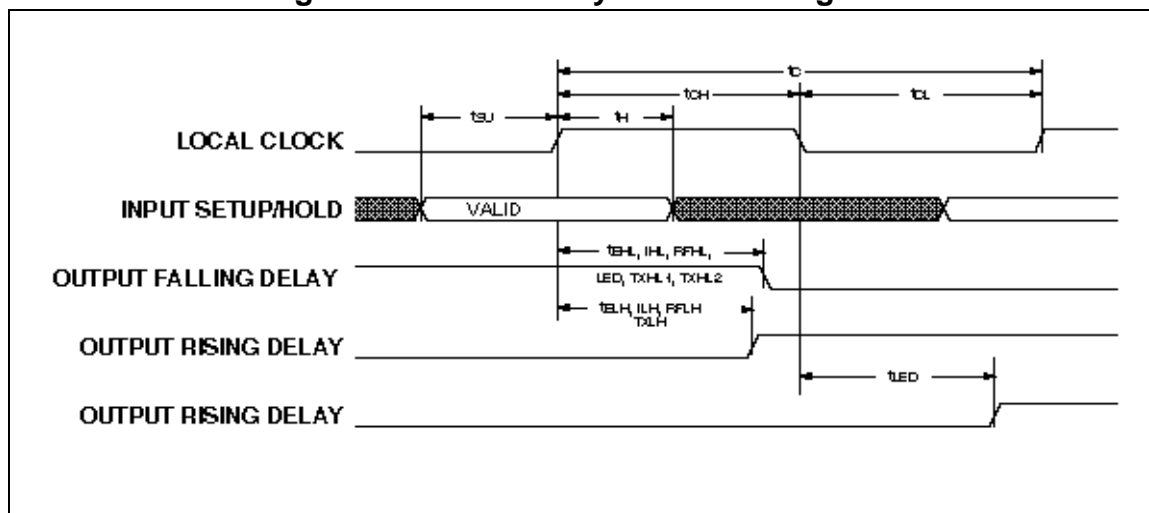 tC
tCH
tCL
tSU
tH
LOCAL CLOCK
INPUT SETUP/HOLD
VALID
tEHL, IHL, RFHL,
OUTPUT FALLING DELAY
LED, TXHL1, TXHL2
tELH, ILH, RFLH
TXLH
OUTPUT RISING DELAY
tLED
OUTPUT RISING DELAY